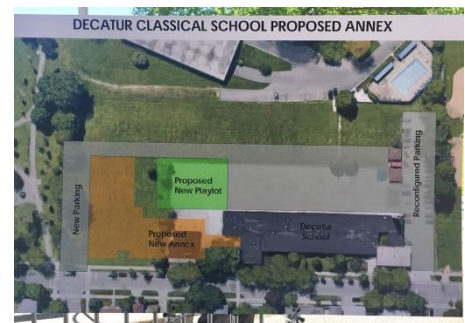 DECATUR CLASSICAL SCHOOL PROPOSED ANNEX
New Parking
Proposed
New Playlot
Proposed
New Annex
Decatur
School
Reconfigured Parking